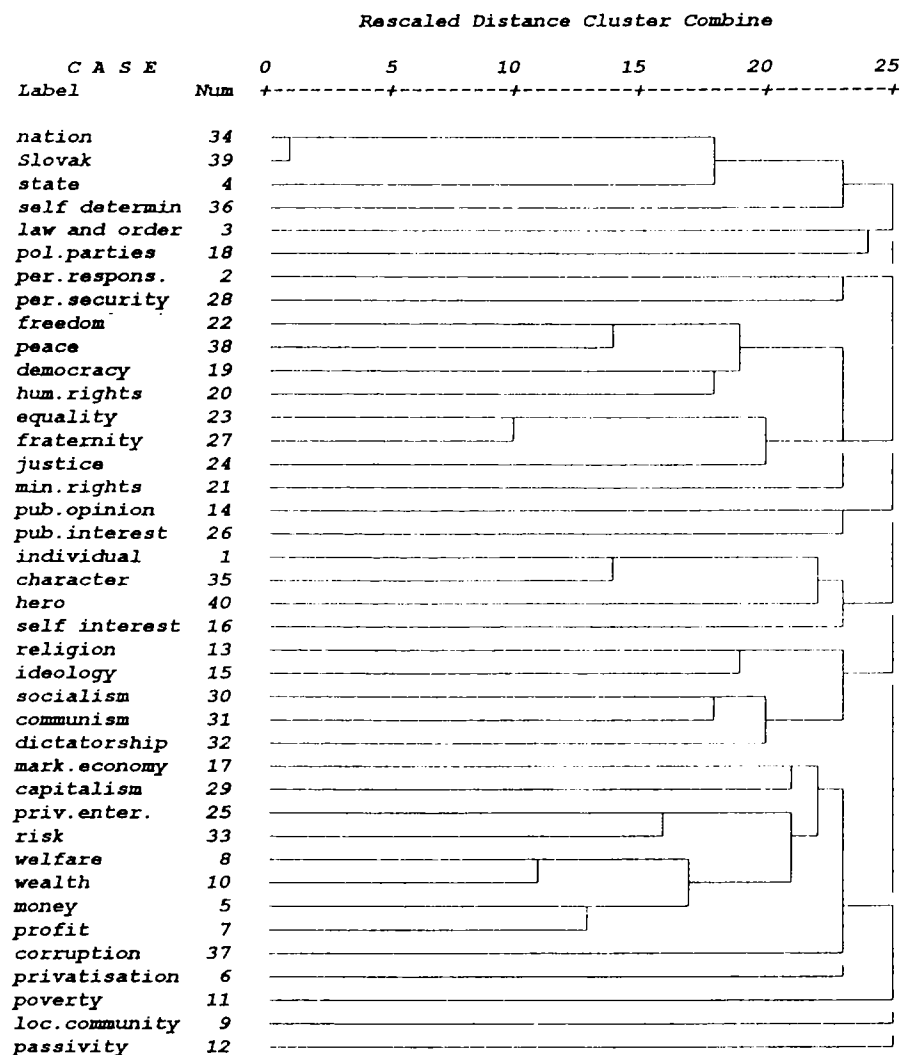 Rescaled Distance Cluster Combine
C A S E 0 5 10 15 20 25
Label Num +---------+---------+---------+---------+---------+
nation 34
Slovak 39
state 4
self determin 36
law and order 3
pol.parties 18
per.respons. 2
per.security 28
freedom 22
peace 38
democracy 19
hum.rights 20
equality 23
fraternity 27
justice 24
min.rights 21
pub.opinion 14
pub.interest 26
individual 1
character 35
hero 40
self interest 16
religion 13
ideology 15
socialism 30
communism 31
dictatorship 32
mark.economy 17
capitalism 29
priv.enter. 25
risk 33
welfare 8
wealth 10
money 5
profit 7
corruption 37
privatisation 6
poverty 11
loc.community 9
passivity 12